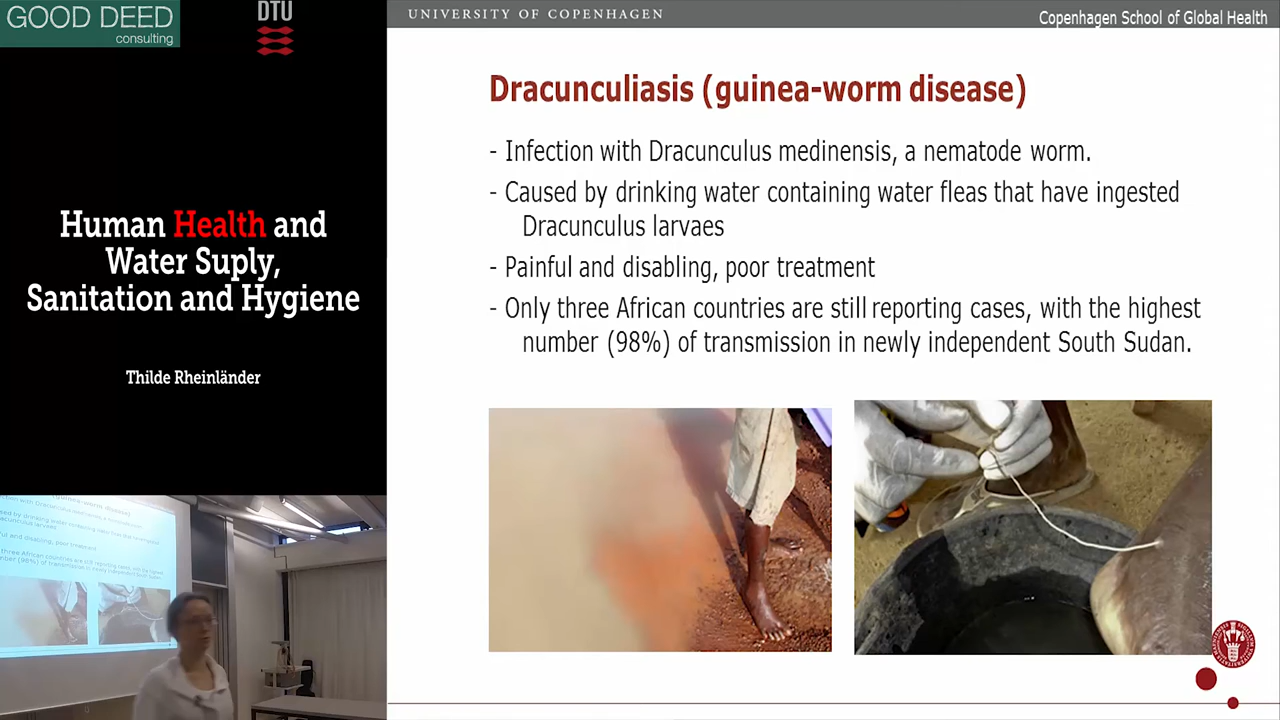 GOOD DEED
consulting
DTU
UNIVERSITY OF COPENHAGEN
Copenhagen School of Global Health
Human Health and
Water Suply,
Sanitation and Hygiene
Thilde Rheinländer
Dracunculiasis (guinea-worm disease)
- Infection with Dracunculus medinensis, a nematode worm.
- Caused by drinking water containing water fleas that have ingested
Dracunculus larvaes
- Painful and disabling, poor treatment
- Only three African countries are still reporting cases, with the highest
number (98%) of transmission in newly independent South Sudan.